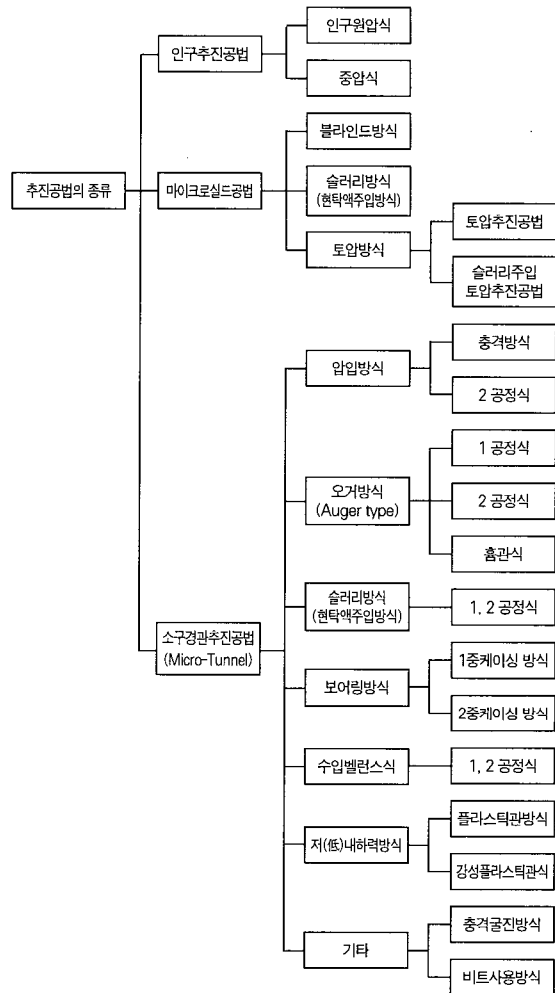 추진공법의 종류
인구추진공법
인구원압식
중압식
마이크로실드공법
블라인드방식
슬러리방식
(현탁액주입방식)
토압방식
토압추진공법
슬러리주입
토압추진공법
소구경관추진공법
(Micro-Tunnel)
압입방식
충격방식
2 공정식
오거방식
(Auger type)
1 공정식
2 공정식
흄관식
슬러리방식
(현탁액주입방식)
1, 2 공정식
보어링방식
1중케이싱 방식
2중케이싱 방식
수입벨런스식
1, 2 공정식
저(低)내하력방식
플라스틱관방식
강성플라스틱관식
기타
충격굴진방식
비트사용방식